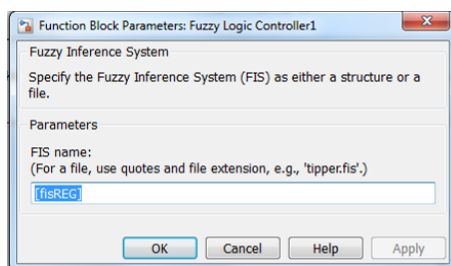 Function Block Parameters: Fuzzy Logic Controller1
Fuzzy Inference System
Specify the Fuzzy Inference System (FIS) as either a structure or a
file.
Parameters
FIS name:
(For a file, use quotes and file extension, e.g., 'tipper.fis'.)
[fisREG]
OK Cancel Help Apply